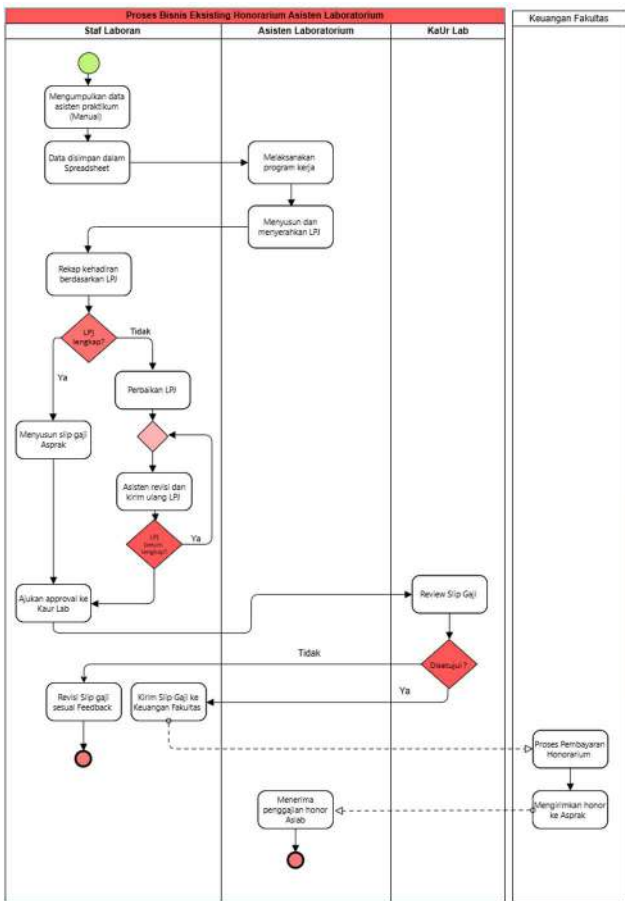 Proses Bisnis Eksisting Honorarium Asisten Laboratorium
Staf Laboran
Asisten Laboratorium
KaUr Lab
Keuangan Fakultas
Mengumpulkan data
asisten praktikum
(Manual)
Data disimpan dalam
Spreadsheet
Melaksanakan
program kerja
Menyusun dan
menyerahkan LPJ
Rekap kehadiran
berdasarkan LPJ
LPJ
lengkap?
Tidak
Ya
Perbaikan LPJ
Menyusun slip gaji
Asprak
Asisten revisi dan
kirim ulang LPJ
LPJ
belum
lengkap?
Ya
Ajukan approval ke
Kaur Lab
Review Slip Gaji
Disetujui ?
Tidak
Ya
Revisi Slip gaji
sesuai Feedback
Kirim Slip Gaji ke
Keuangan Fakultas
Proses Pembayaran
Honorarium
Mengirimkan honor
ke Asprak
Menerima
penggajian honor
Aslab